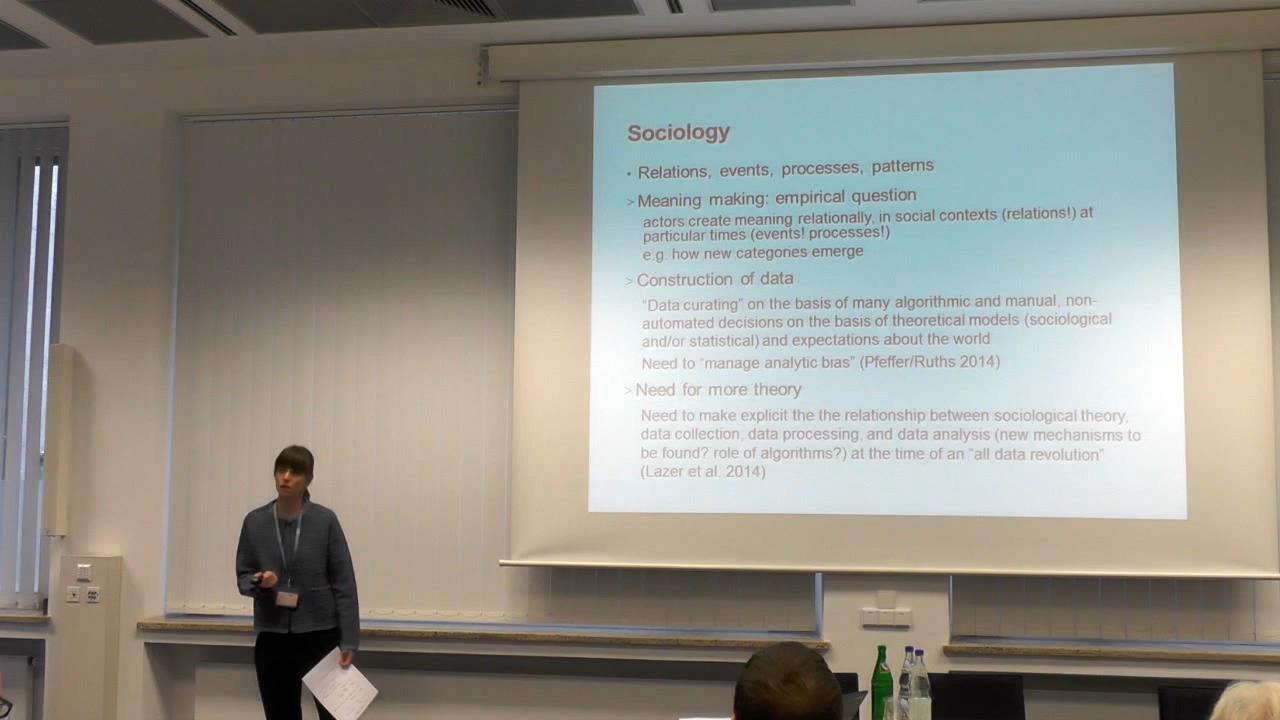 Sociology
• Relations, events, processes, patterns
> Meaning making: empirical question
actors create meaning relationally, in social contexts (relations!) at
particular times (events! processes!)
e.g. how new categories emerge
> Construction of data
“Data curating” on the basis of many algorithmic and manual, non-
automated decisions on the basis of theoretical models (sociological
and/or statistical) and expectations about the world
Need to “manage analytic bias” (Pfeffer/Ruths 2014)
> Need for more theory
Need to make explicit the the relationship between sociological theory,
data collection, data processing, and data analysis (new mechanisms to
be found? role of algorithms?) at the time of an “all data revolution”
(Lazer et al. 2014)